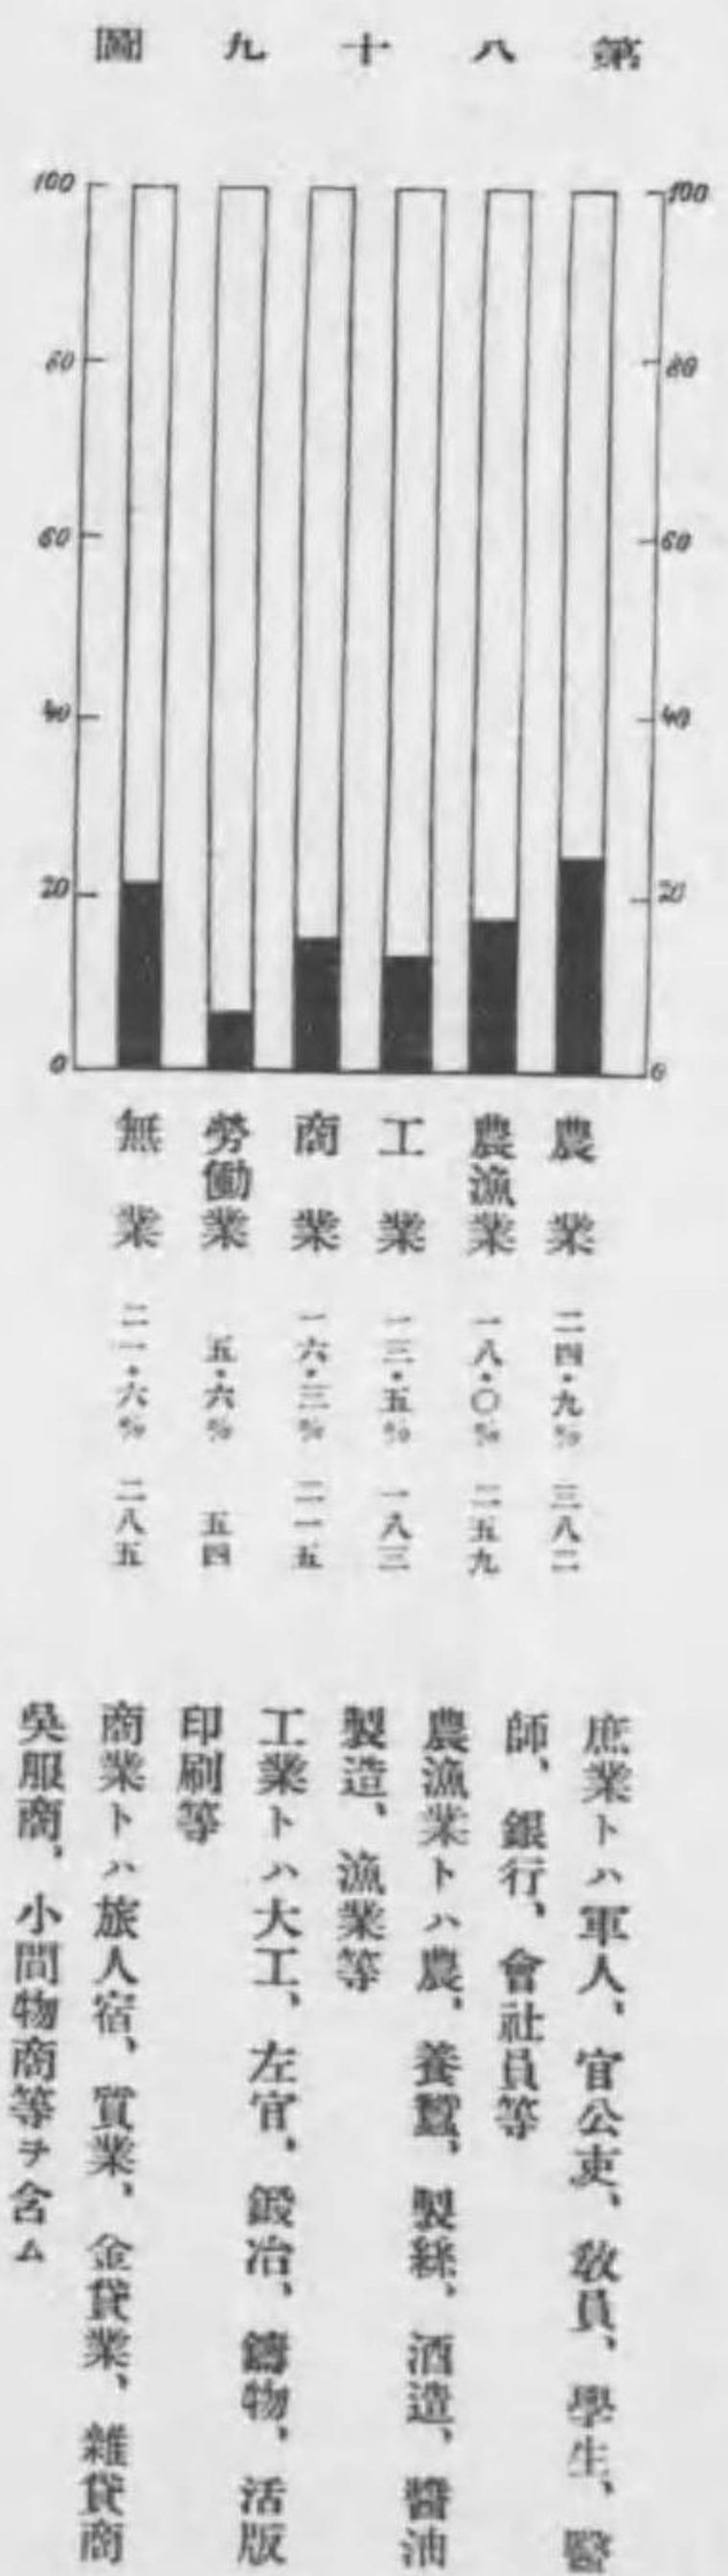 第八十九圖
100
80
60
40
20
0
100
80
60
40
20
0
農業 二四・九% 三八二
農漁業 一八・〇% 二五九
工業 一三・五% 一八三
商業 一六・三% 二一五
勞働業 五・六% 五四
無業 二一・六% 二八五
庶業トハ軍人、官公吏、敎員、學生、醫
師、銀行、會社員等
農漁業トハ農、養蠶、製絲、酒造、醬油
製造、漁業等
工業トハ大工、左官、鍛冶、鑄物、活版
印刷等
商業トハ旅人宿、質業、金貸業、雜貨商
吳服商、小間物商等ヲ含ム